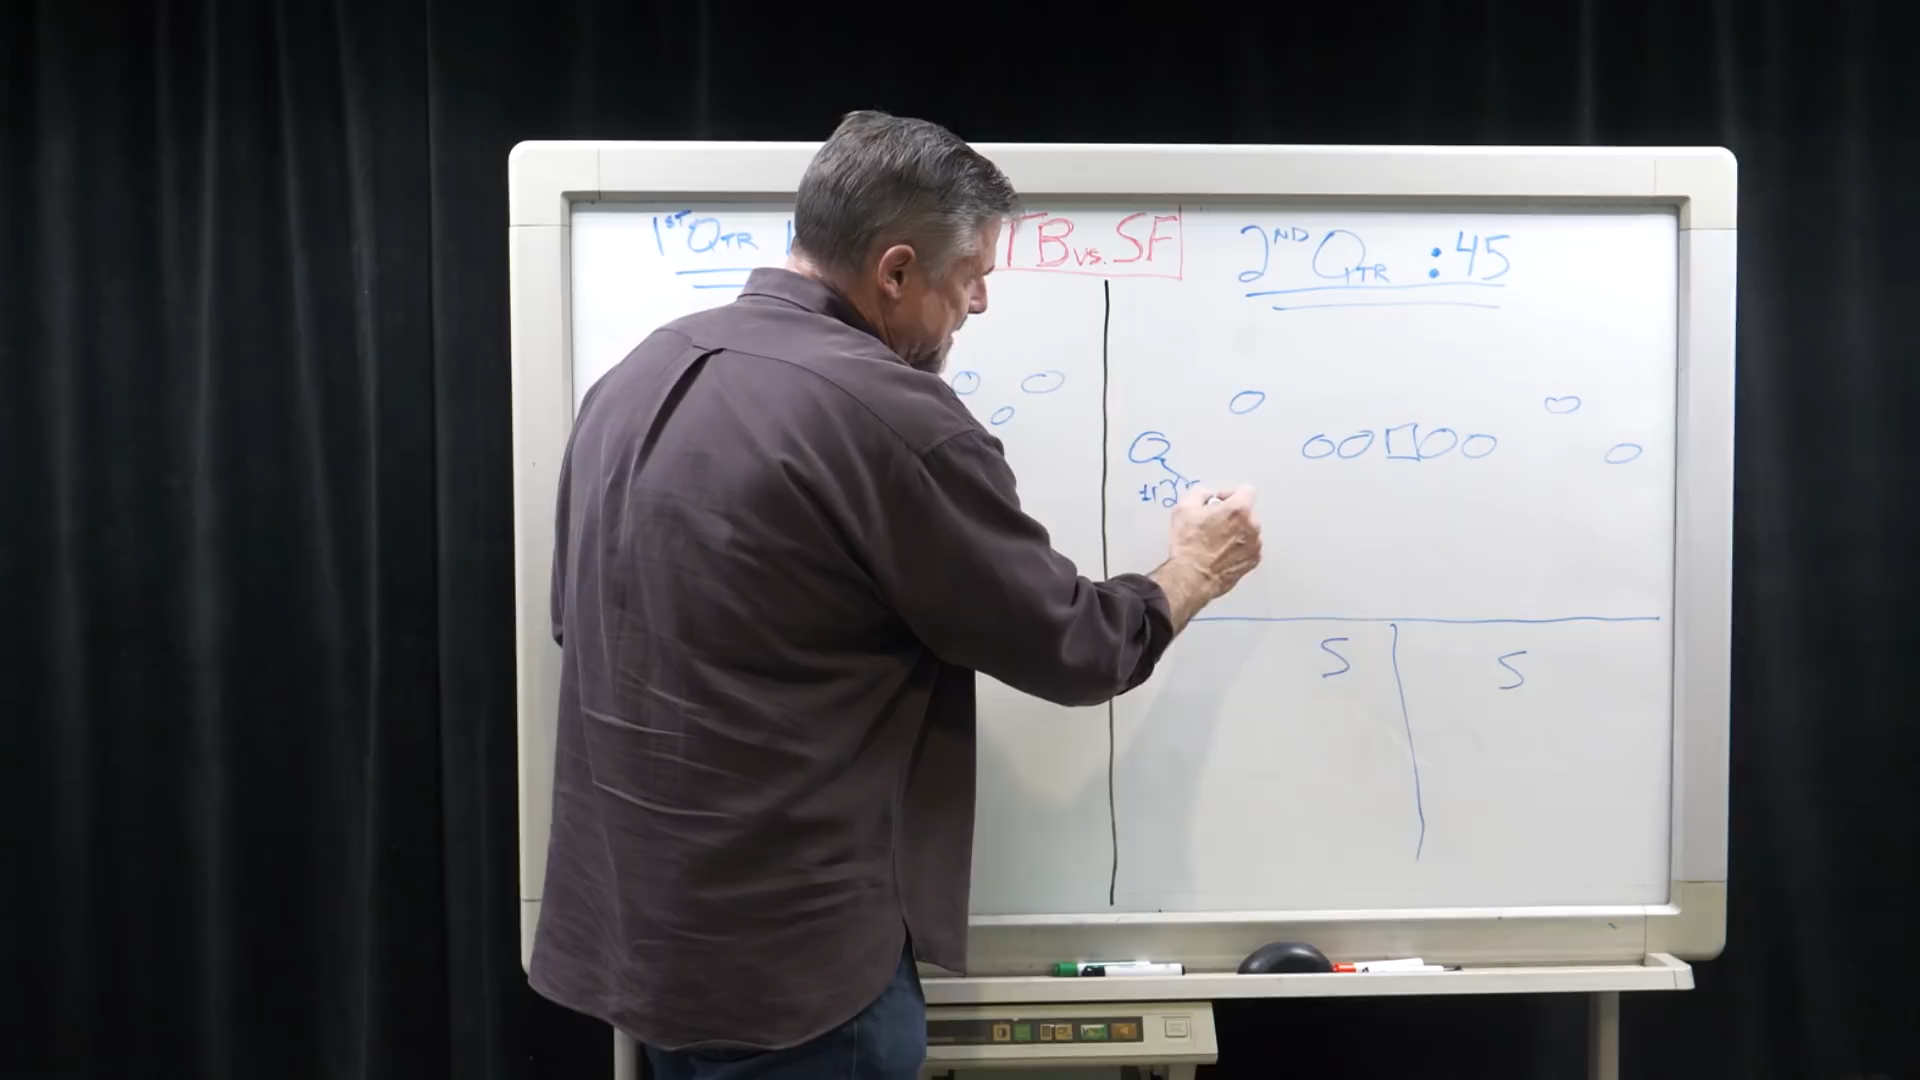 1ST QTR
TB vs. SF
2ND QTR :45
S
S